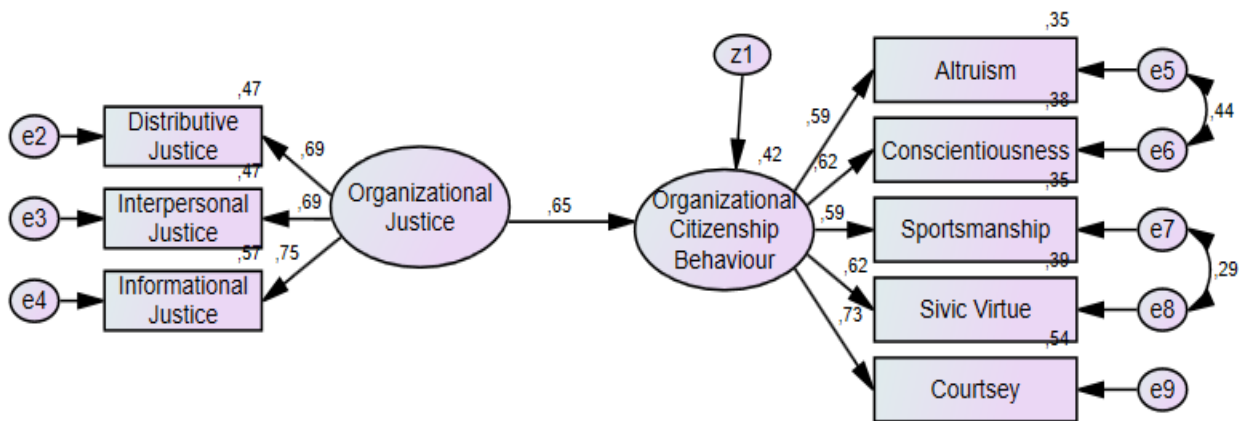 ,47
e2
Distributive
Justice
,69
,47
e3
Interpersonal
Justice
,69
,57
,75
e4
Informational
Justice
Organizational
Justice
,65
z1
,42
Organizational
Citizenship
Behaviour
,35
,59
Altruism
e5
,38
,62
Conscientiousness
e6
,44
,35
,59
Sportsmanship
e7
,39
,62
Sivic Virtue
e8
,29
,54
,73
Courtsey
e9